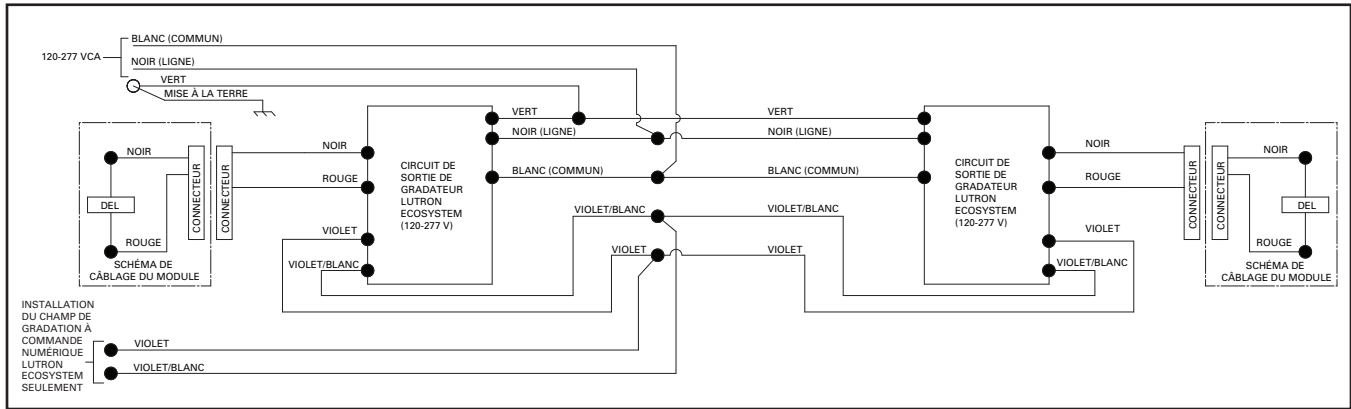 BLANC (COMMUN)
120-277 VCA
NOIR (LIGNE)
VERT
MISE À LA TERRE
VERT
VERT
NOIR (LIGNE)
NOIR (LIGNE)
BLANC (COMMUN)
BLANC (COMMUN)
NOIR
DEL
ROUGE
CONNECTEUR
SCHÉMA DE
CÂBLAGE DU MODULE
CONNECTEUR
NOIR
ROUGE
VIOLET
VIOLET/BLANC
CIRCUIT DE
SORTIE DE
GRADATEUR
LUTRON
ECOSYSTEM
(120-277 V)
VIOLET/BLANC
VIOLET/BLANC
VIOLET
VIOLET
CIRCUIT DE
SORTIE DE
GRADATEUR
LUTRON
ECOSYSTEM
(120-277 V)
NOIR
ROUGE
VIOLET
VIOLET/BLANC
CONNECTEUR
CONNECTEUR
NOIR
DEL
ROUGE
SCHÉMA DE
CÂBLAGE DU MODULE
INSTALLATION
DU CHAMP DE
GRADATION À
COMMANDE
NUMÉRIQUE
LUTRON
ECOSYSTEM
SEULEMENT
VIOLET
VIOLET/BLANC